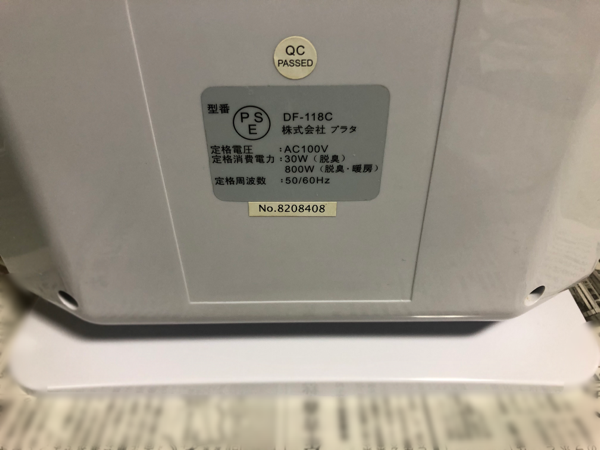 QC
PASSED
型番 PSE DF-118C
株式会社 プラタ
定格電圧 :AC100V
定格消費電力:30W(脱臭)
800W(脱臭・暖房)
定格周波数 :50/60Hz
No.8208408